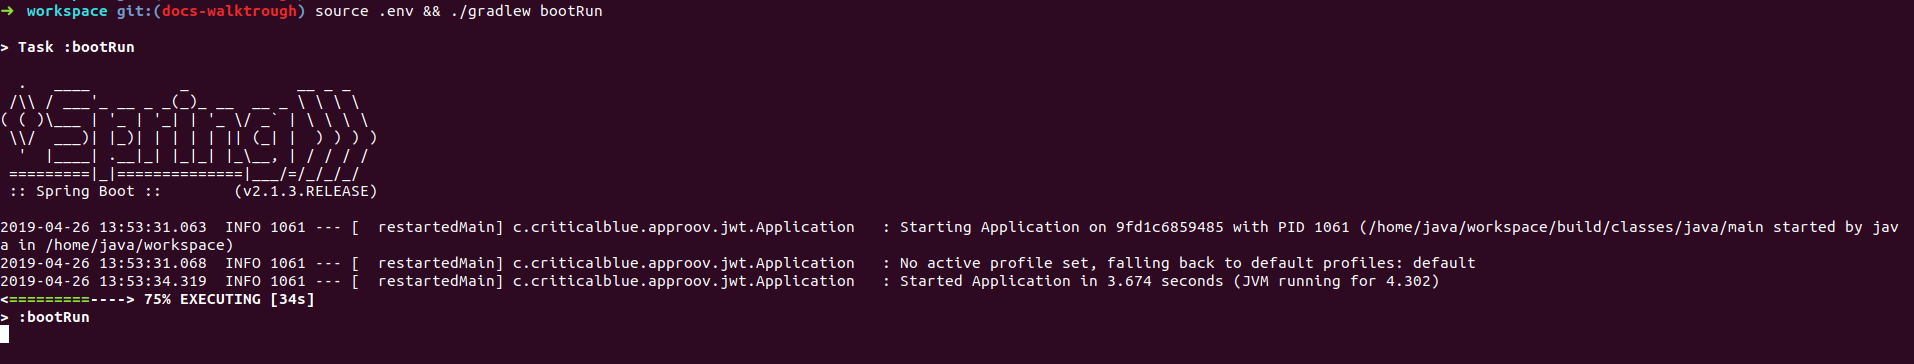 ➜  workspace git:(docs-walktrough) source .env && ./gradlew bootRun

> Task :bootRun

  .   ____          _            __ _ _
 /\\ / ___'_ __ _ _(_)_ __  __ _ \ \ \ \
( ( )\___ | '_ | '_| | '_ \/ _` | \ \ \ \
 \\/  ___)| |_)| | | | | || (_| |  ) ) ) )
  '  |____| .__|_| |_|_| |_\__, | / / / /
 =========|_|==============|___/=/_/_/_/
 :: Spring Boot ::        (v2.1.3.RELEASE)

2019-04-26 13:53:31.063  INFO 1061 --- [  restartedMain] c.criticalblue.approov.jwt.Application   : Starting Application on 9fd1c6859485 with PID 1061 (/home/java/workspace/build/classes/java/main started by jav
a in /home/java/workspace)
2019-04-26 13:53:31.068  INFO 1061 --- [  restartedMain] c.criticalblue.approov.jwt.Application   : No active profile set, falling back to default profiles: default
2019-04-26 13:53:34.319  INFO 1061 --- [  restartedMain] c.criticalblue.approov.jwt.Application   : Started Application in 3.674 seconds (JVM running for 4.302)
<=========----> 75% EXECUTING [34s]
> :bootRun